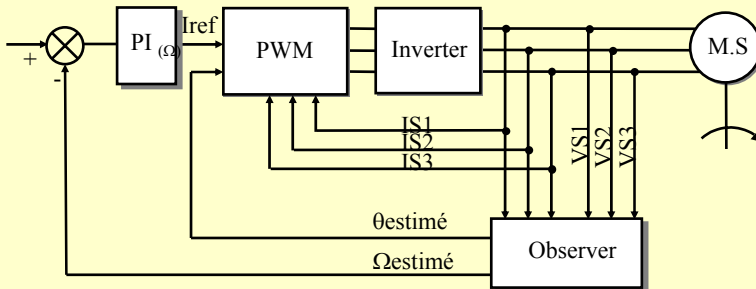 Iref
PI (Ω)
PWM
Inverter
M.S
+
-
IS1
IS2
IS3
VS1
VS2
VS3
θestimé
Observer
Ωestimé